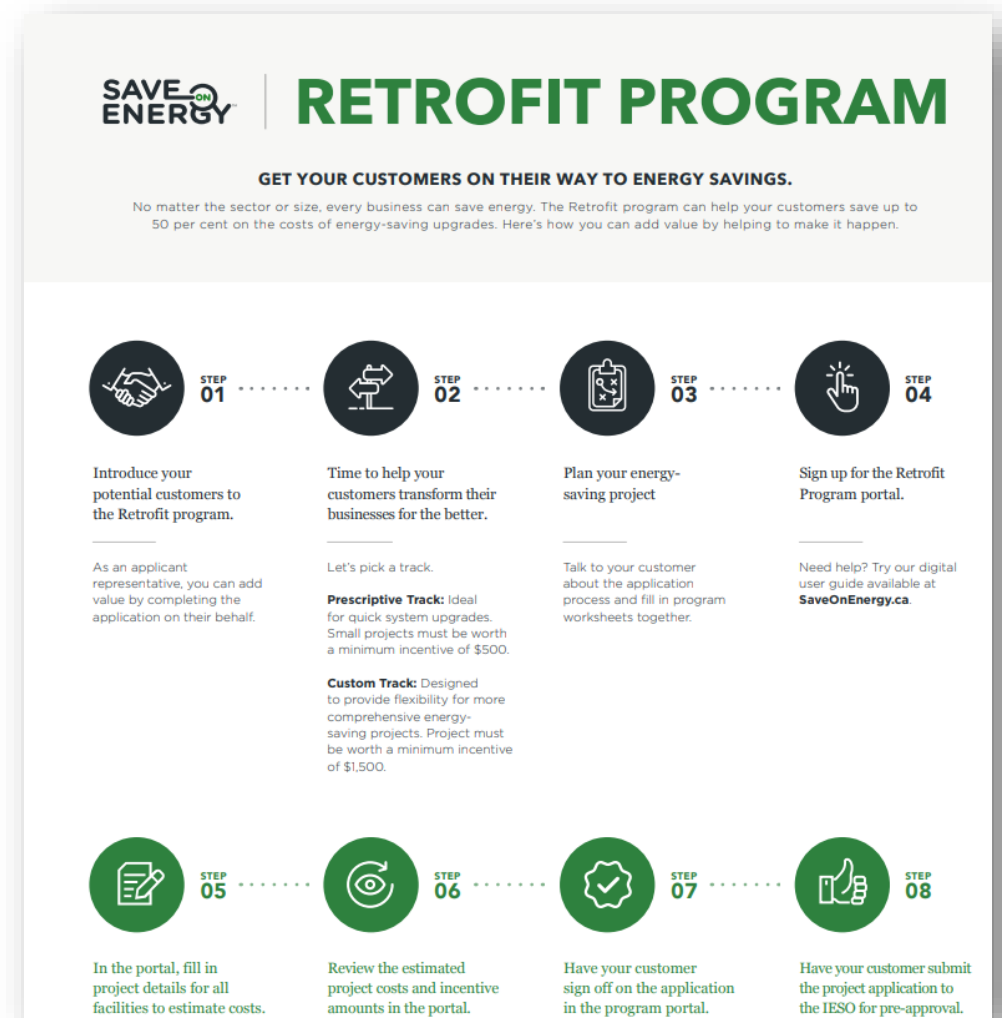 SAVE ON ENERGY™
RETROFIT PROGRAM
GET YOUR CUSTOMERS ON THEIR WAY TO ENERGY SAVINGS.
No matter the sector or size, every business can save energy. The Retrofit program can help your customers save up to
50 per cent on the costs of energy-saving upgrades. Here's how you can add value by helping to make it happen.
STEP
01
Introduce your
potential customers to
the Retrofit program.
As an applicant
representative, you can add
value by completing the
application on their behalf.
STEP
02
Time to help your
customers transform their
businesses for the better.
Let's pick a track.
Prescriptive Track: Ideal
for quick system upgrades.
Small projects must be worth
a minimum incentive of $500.
Custom Track: Designed
to provide flexibility for more
comprehensive energy-
saving projects. Project must
be worth a minimum incentive
of $1,500.
STEP
03
Plan your energy-
saving project
Talk to your customer
about the application
process and fill in program
worksheets together.
STEP
04
Sign up for the Retrofit
Program portal.
Need help? Try our digital
user guide available at
SaveOnEnergy.ca.
STEP
05
In the portal, fill in
project details for all
facilities to estimate costs.
STEP
06
Review the estimated
project costs and incentive
amounts in the portal.
STEP
07
Have your customer
sign off on the application
in the program portal.
STEP
08
Have your customer submit
the project application to
the IESO for pre-approval.